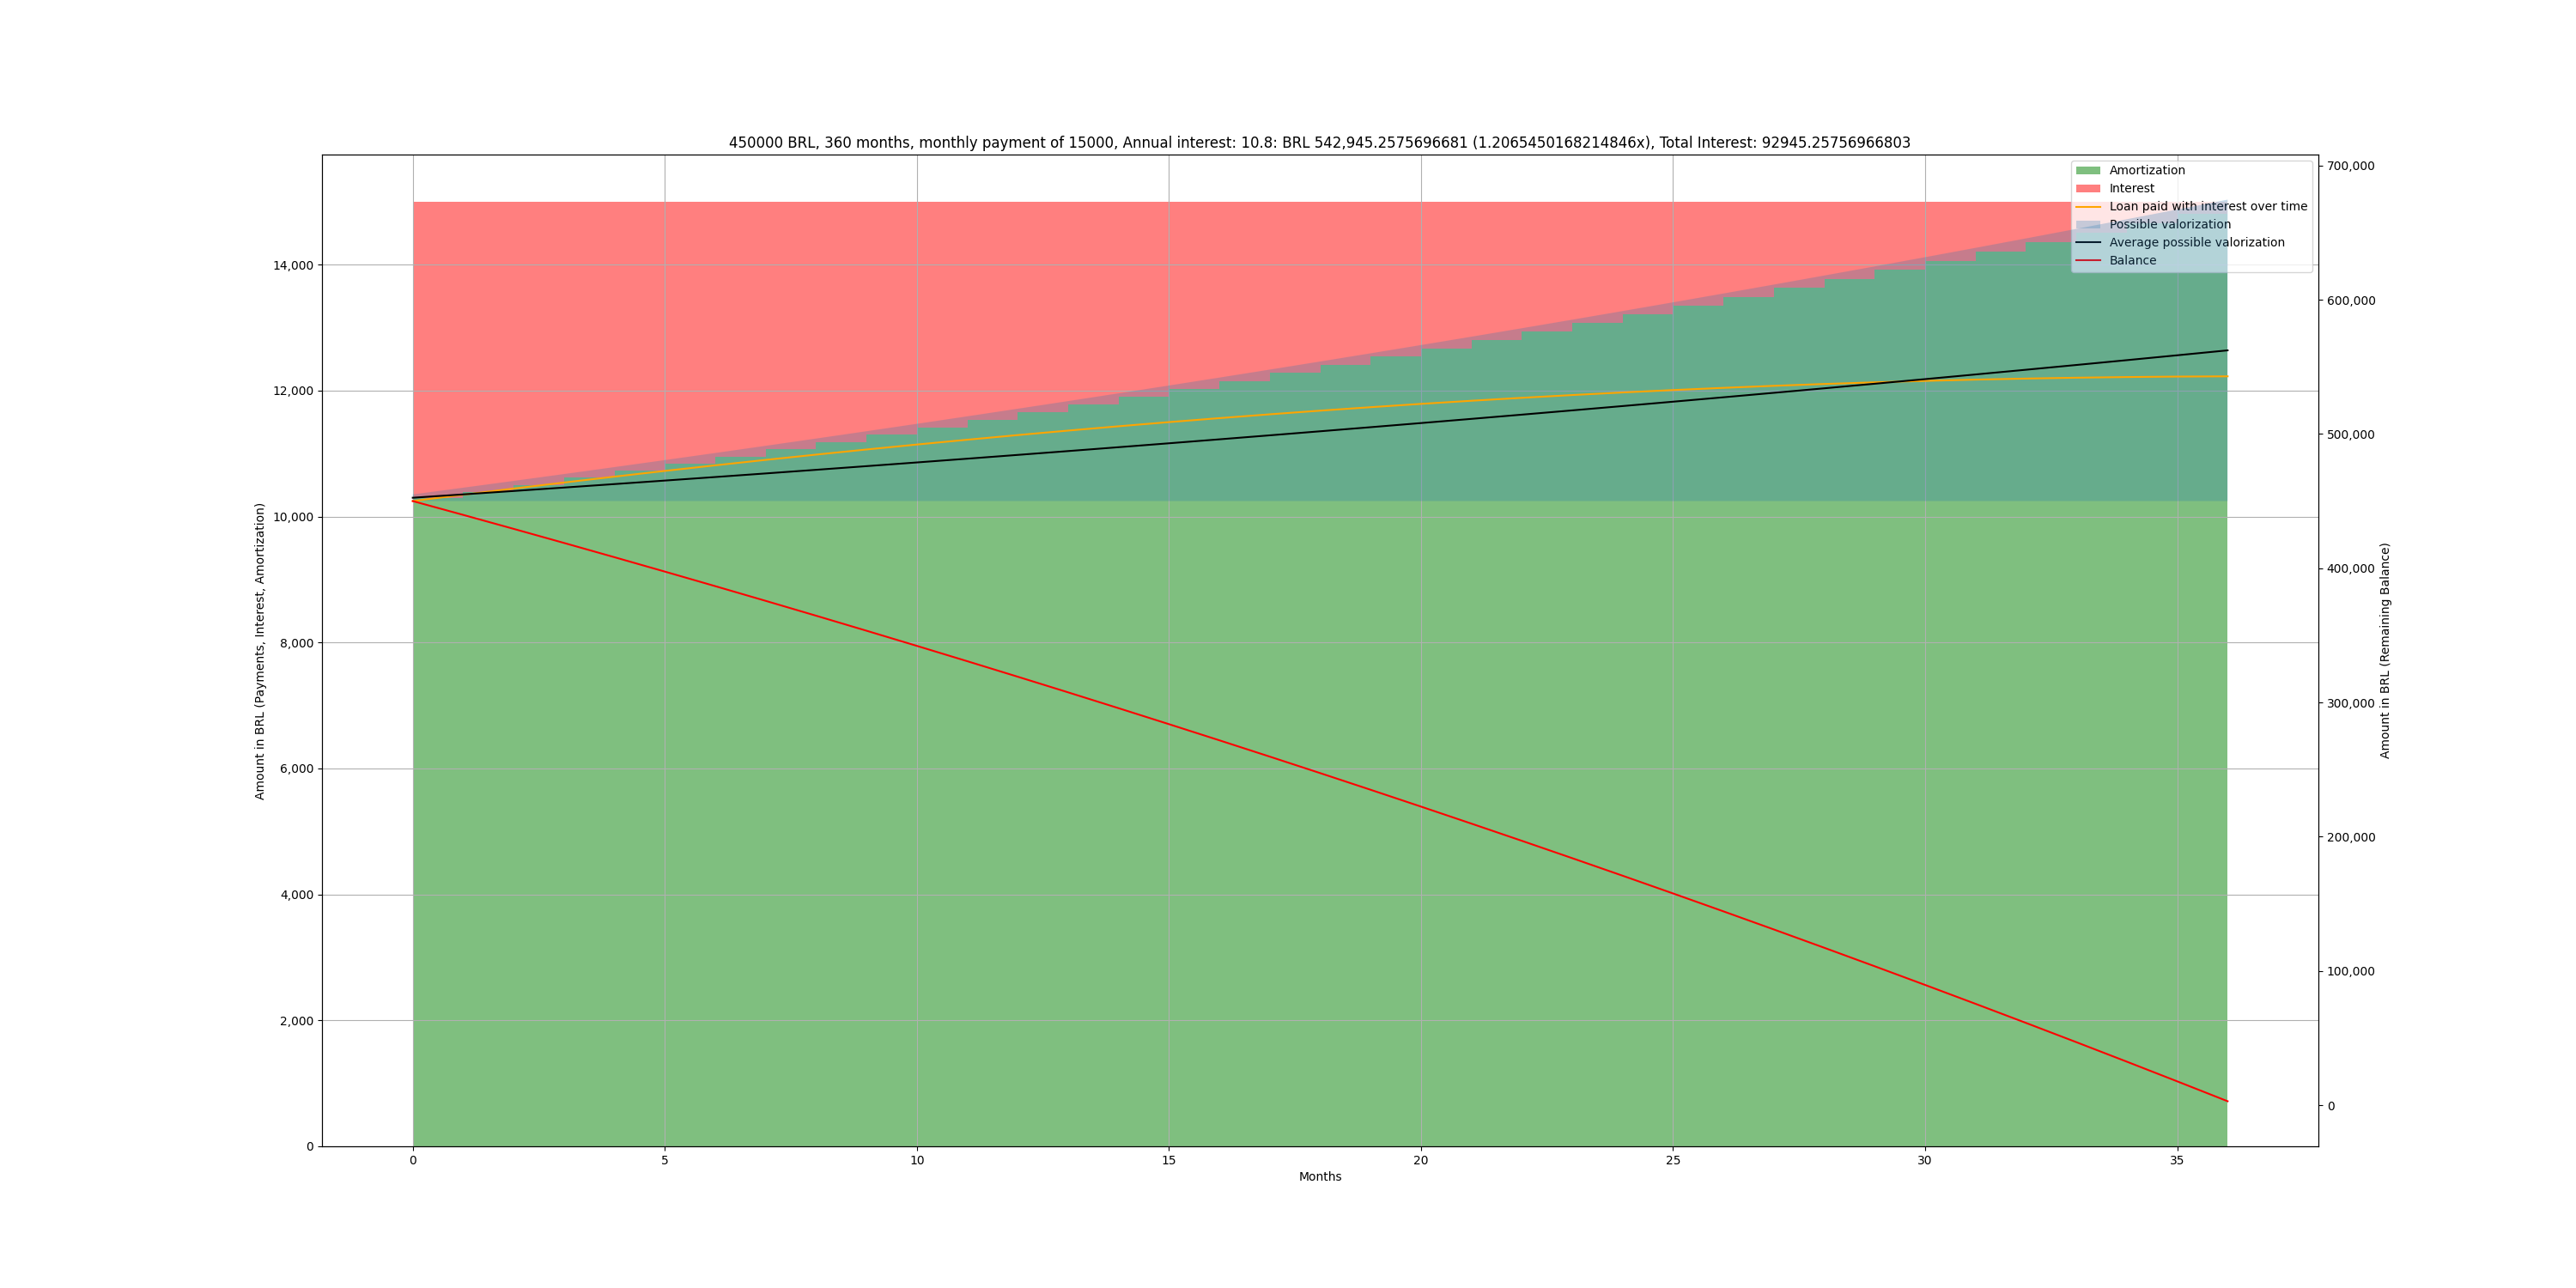 450000 BRL, 360 months, monthly payment of 15000, Annual interest: 10.8: BRL 542,945.2575696681 (1.2065450168214846x), Total Interest: 92945.25756966803
Amortization
Interest
Loan paid with interest over time
Possible valorization
Average possible valorization
Balance
Amount in BRL (Payments, Interest, Amortization)
14,000
12,000
10,000
8,000
6,000
4,000
2,000
0
0
5
10
15
20
25
30
35
Months
700,000
600,000
500,000
400,000
300,000
200,000
100,000
0
Amount in BRL (Remaining Balance)